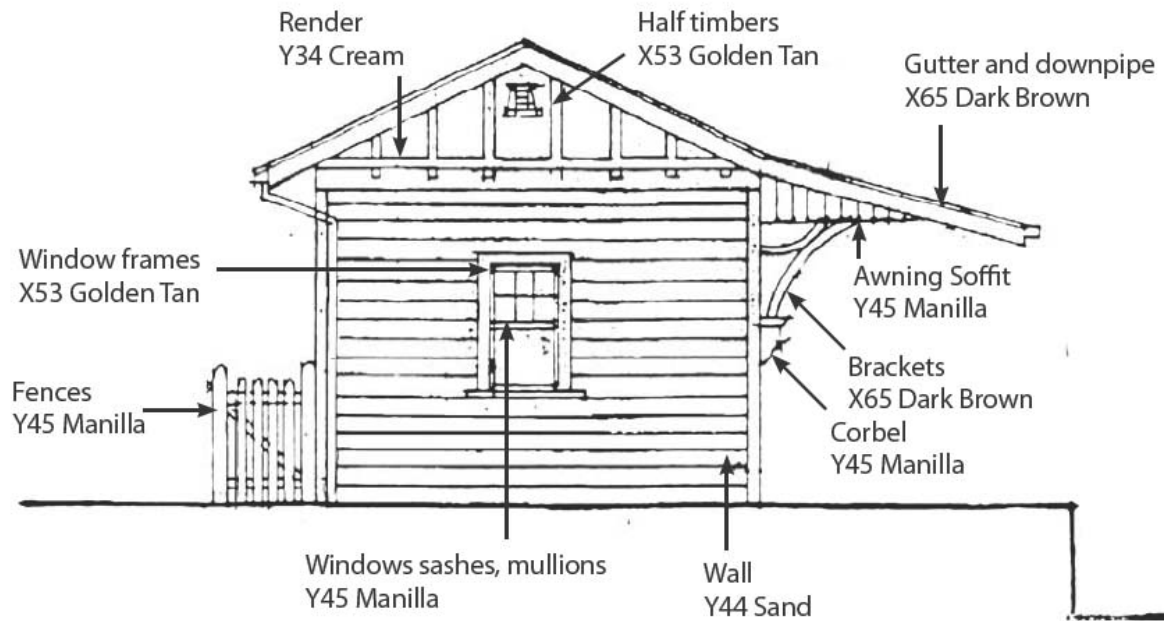 Render
Y34 Cream
Half timbers
X53 Golden Tan
Gutter and downpipe
X65 Dark Brown
Window frames
X53 Golden Tan
Awning Soffit
Y45 Manilla
Fences
Y45 Manilla
Brackets
X65 Dark Brown
Corbel
Y45 Manilla
Windows sashes, mullions
Y45 Manilla
Wall
Y44 Sand